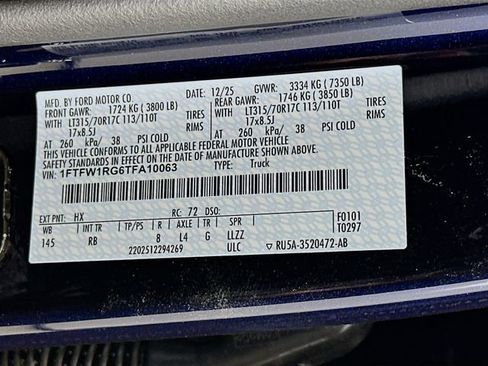 MFD. BY FORD MOTOR CO. 12/25 GVWR: 3334 KG (7350 LB)
FRONT GAWR: 1724 KG (3800 LB) REAR GAWR: 1746 KG (3850 LB)
WITH LT315/70R17C 113/110T TIRES WITH LT315/70R17C 113/110T TIRES
17x8.5J RIMS 17x8.5J RIMS
AT 260 kPa/ 38 PSI COLD AT 260 kPa/ 38 PSI COLD
THIS VEHICLE CONFORMS TO ALL APPLICABLE FEDERAL MOTOR VEHICLE
SAFETY STANDARDS IN EFFECT ON THE DATE OF MANUFACTURE SHOWN ABOVE.
VIN: 1FTFW1RG6TFA10063 TYPE: Truck
EXT PNT: HX RC: 72 DSO:
WB INT TR TP/PS R AXLE TR SPR F0101
145 RB 8 L4 G LLZZ T0297
2202512294269 ULC RU5A-3520472-AB